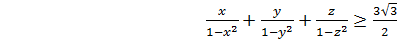 x/(1−x²) + y/(1−y²) + z/(1−z²) ≥ 3√3/2